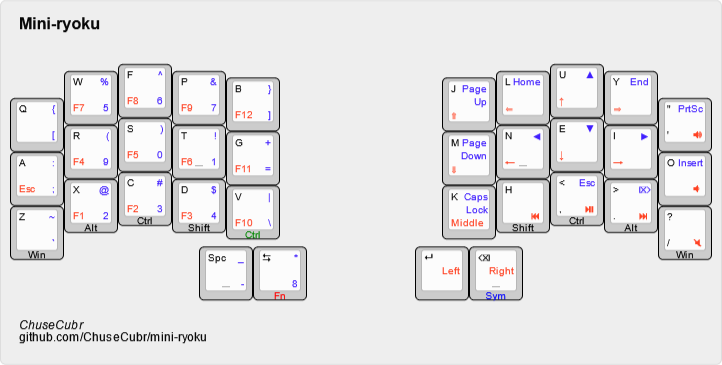 Mini-ryoku
Q {
[
W %
F7 5
F ^
F8 6
P &
F9 7
B }
F12 ]
A :
Esc ;
R (
F4 9
S )
F5 0
T !
F6 _ 1
G +
F11 =
Z ~
`
Win
X @
F1 2
Alt
C #
F2 3
Ctrl
D $
F3 4
Shift
V |
F10 \
Ctrl
Spc _
_ -
⇆ *
8
Fn
J Page
Up
⇧
L Home
⇐
U ▲
↑
Y End
⇒
" PrtSc
'
M Page
Down
⇩
N ◀
← _
E ▼
↓
I ▶
→
O Insert
K Caps
Lock
Middle
H
⏮
Shift
< Esc
, ⏯
Ctrl
> ⌦
. ⏭
Alt
?
/
Win
↵
Left
⌫
Right
_
Sym
ChuseCubr
github.com/ChuseCubr/mini-ryoku